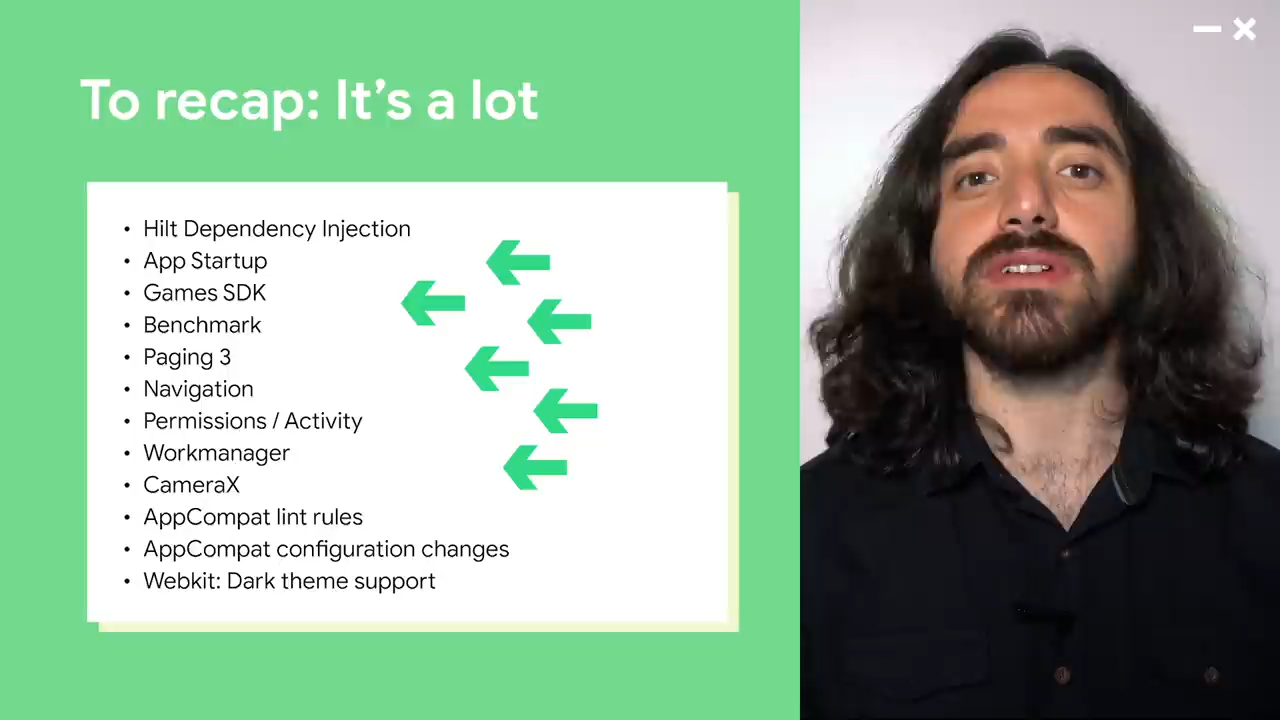 To recap: It's a lot
• Hilt Dependency Injection
• App Startup
• Games SDK
• Benchmark
• Paging 3
• Navigation
• Permissions / Activity
• Workmanager
• CameraX
• AppCompat lint rules
• AppCompat configuration changes
• Webkit: Dark theme support